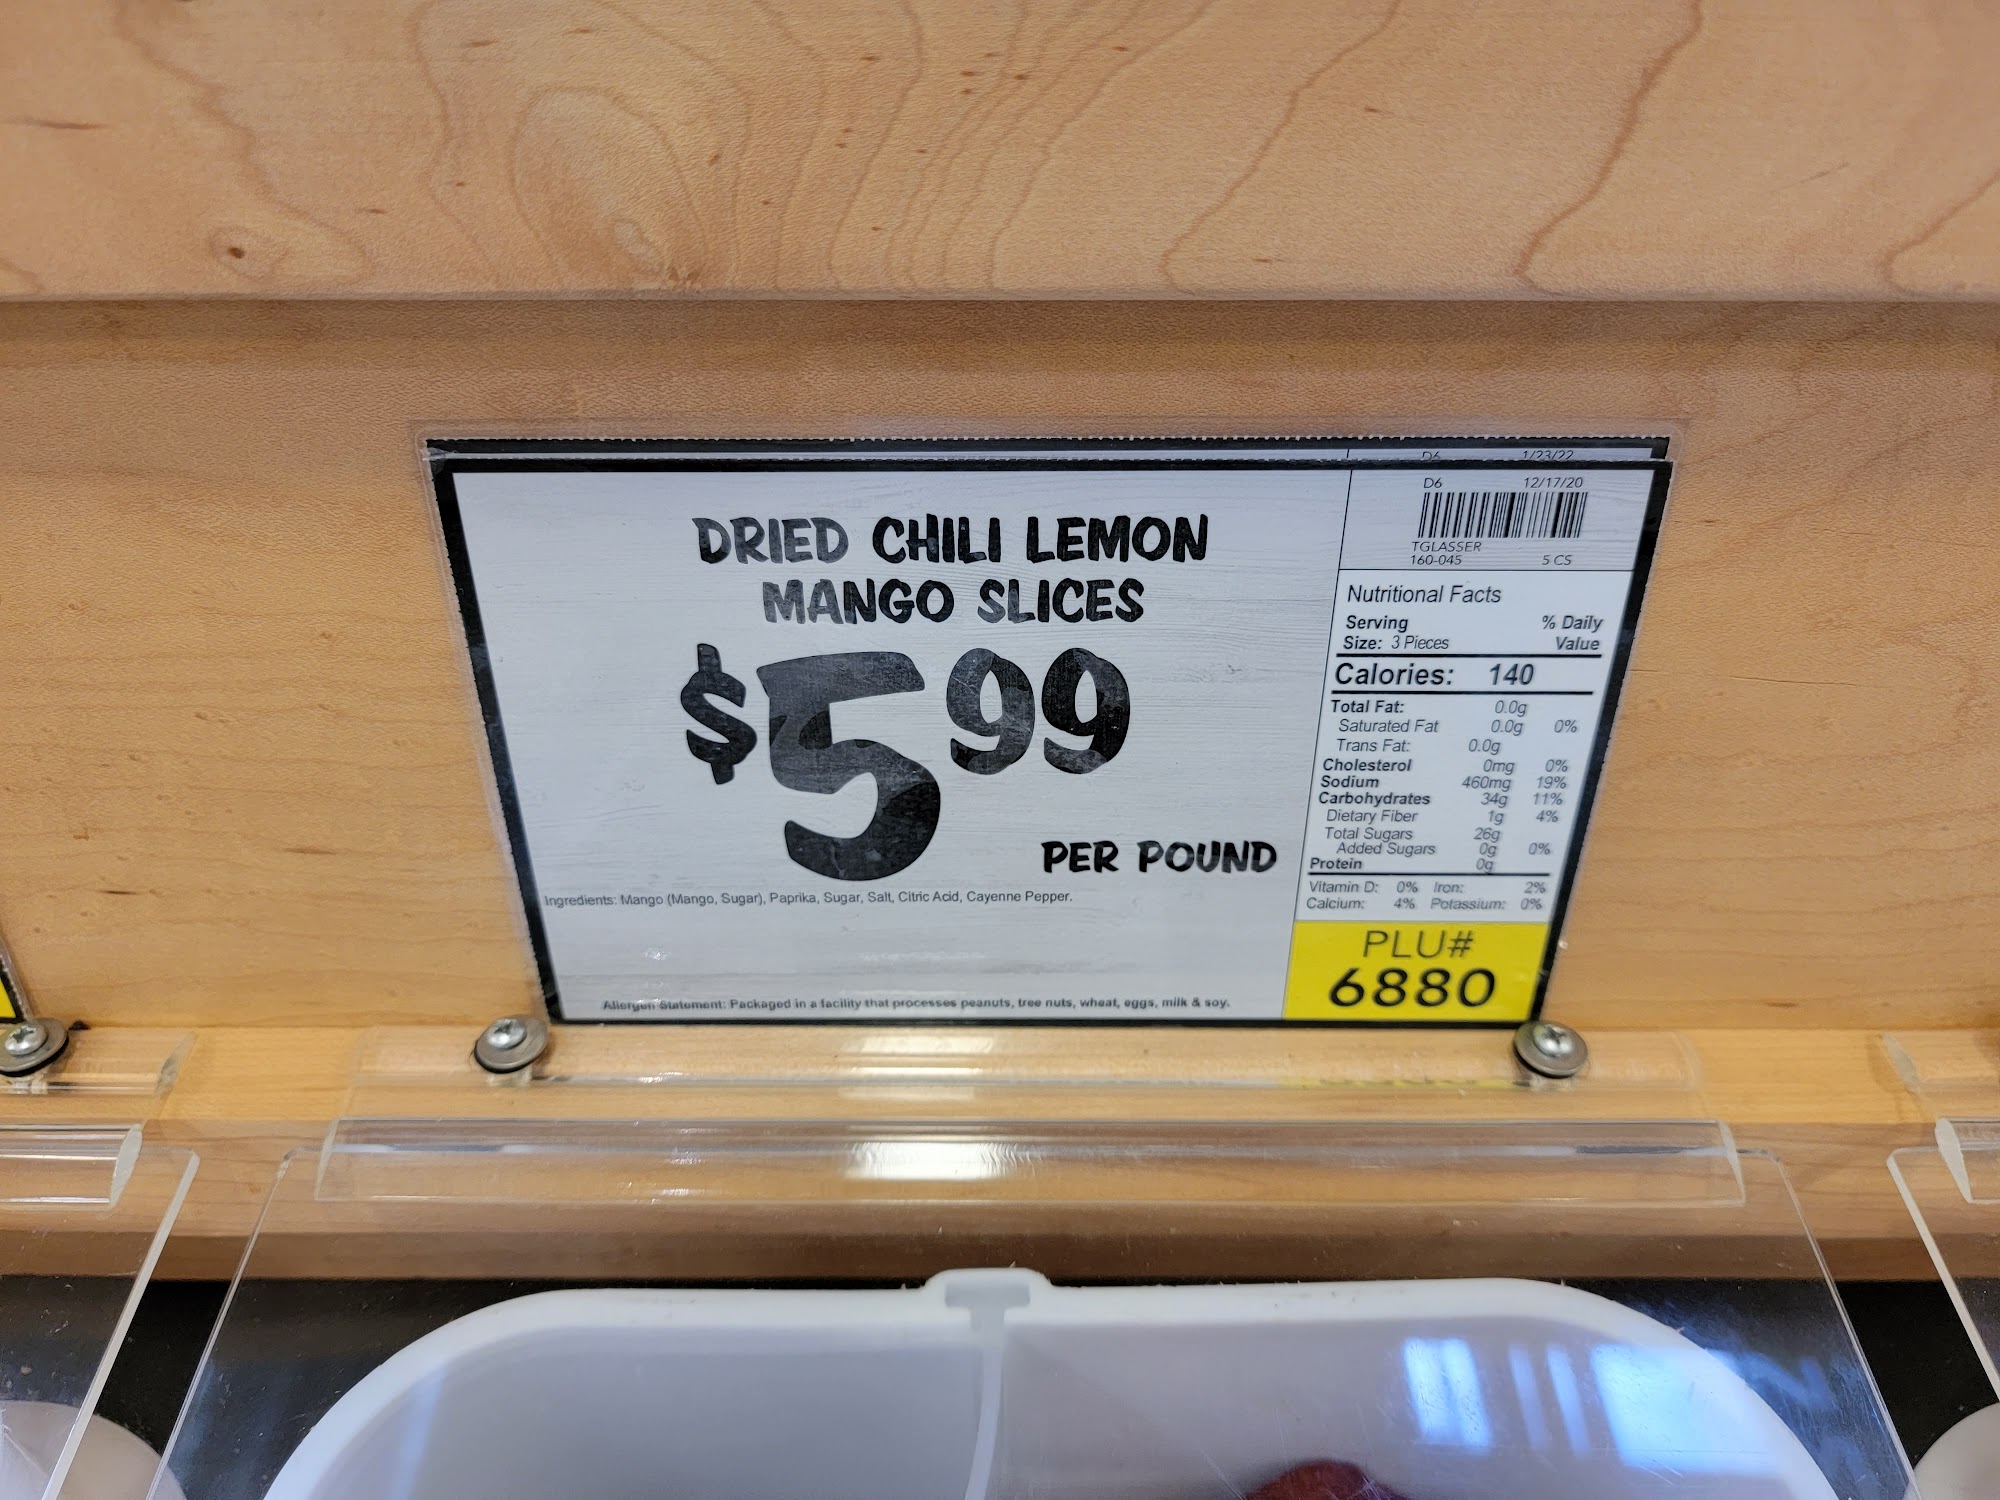 D6 1/23/22
D6 12/17/20
TGLASSER
160-045 5 CS
DRIED CHILI LEMON
MANGO SLICES
$5 99
PER POUND
Ingredients: Mango (Mango, Sugar), Paprika, Sugar, Salt, Citric Acid, Cayenne Pepper.
Allergen Statement: Packaged in a facility that processes peanuts, tree nuts, wheat, eggs, milk & soy.
Nutritional Facts
Serving % Daily
Size: 3 Pieces Value
Calories: 140
Total Fat: 0.0g
Saturated Fat 0.0g 0%
Trans Fat: 0.0g
Cholesterol 0mg 0%
Sodium 460mg 19%
Carbohydrates 34g 11%
Dietary Fiber 1g 4%
Total Sugars 26g
Added Sugars 0g 0%
Protein 0g
Vitamin D: 0% Iron: 2%
Calcium: 4% Potassium: 0%
PLU#
6880